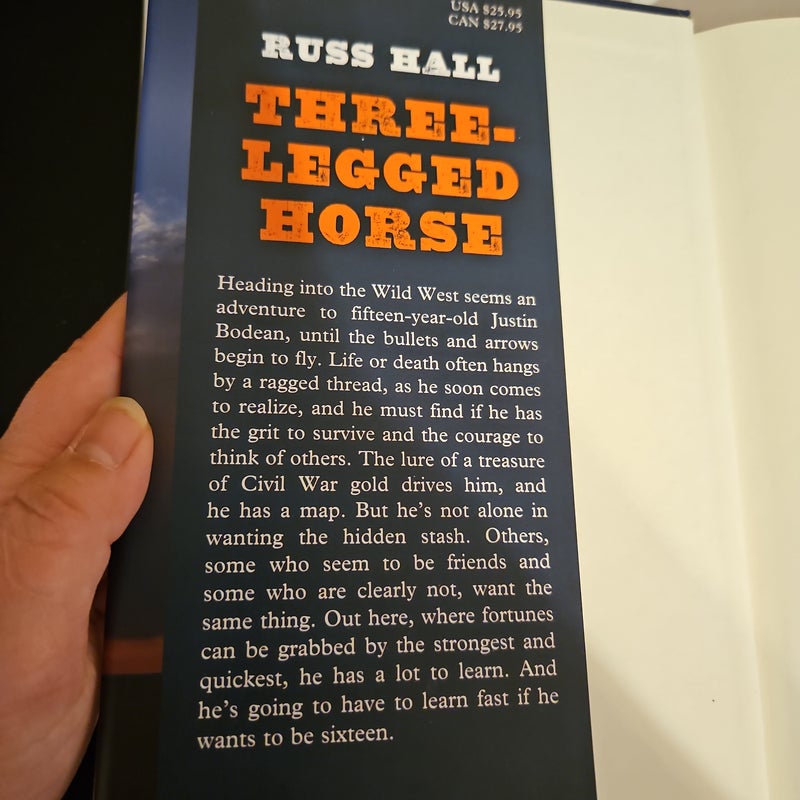 USA $25.95
CAN $27.95
RUSS HALL
THREE-
LEGGED
HORSE
Heading into the Wild West seems an
adventure to fifteen-year-old Justin
Bodean, until the bullets and arrows
begin to fly. Life or death often hangs
by a ragged thread, as he soon comes
to realize, and he must find if he has
the grit to survive and the courage to
think of others. The lure of a treasure
of Civil War gold drives him, and
he has a map. But he's not alone in
wanting the hidden stash. Others,
some who seem to be friends and
some who are clearly not, want the
same thing. Out here, where fortunes
can be grabbed by the strongest and
quickest, he has a lot to learn. And
he's going to have to learn fast if he
wants to be sixteen.